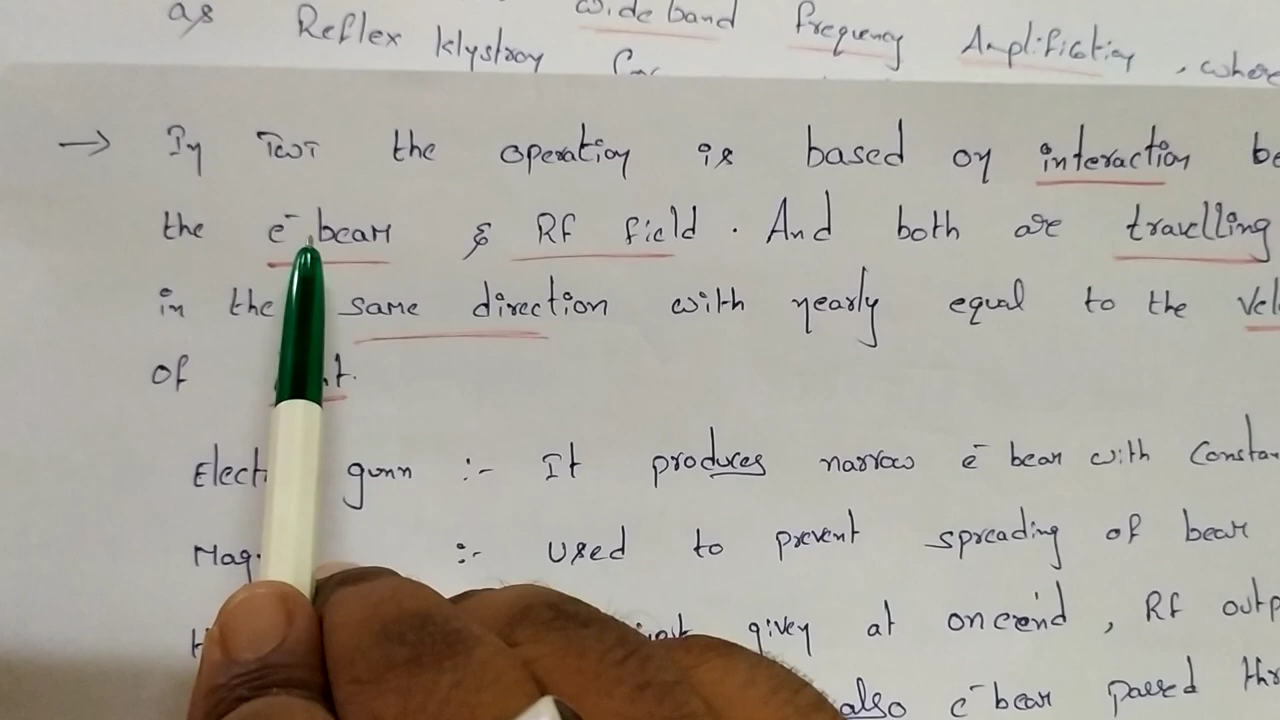 as Reflex klystron wide band frequency Amplification, where
→ In TWT the operation is based on interaction be
the e⁻ beam & RF field. And both are travelling
in the same direction with nearly equal to the Vel
of
gunn :- It produces narrow e⁻ beam with Consta
:- used to prevent spreading of beam
given at one end, RF outp
also e⁻ beam passed thr